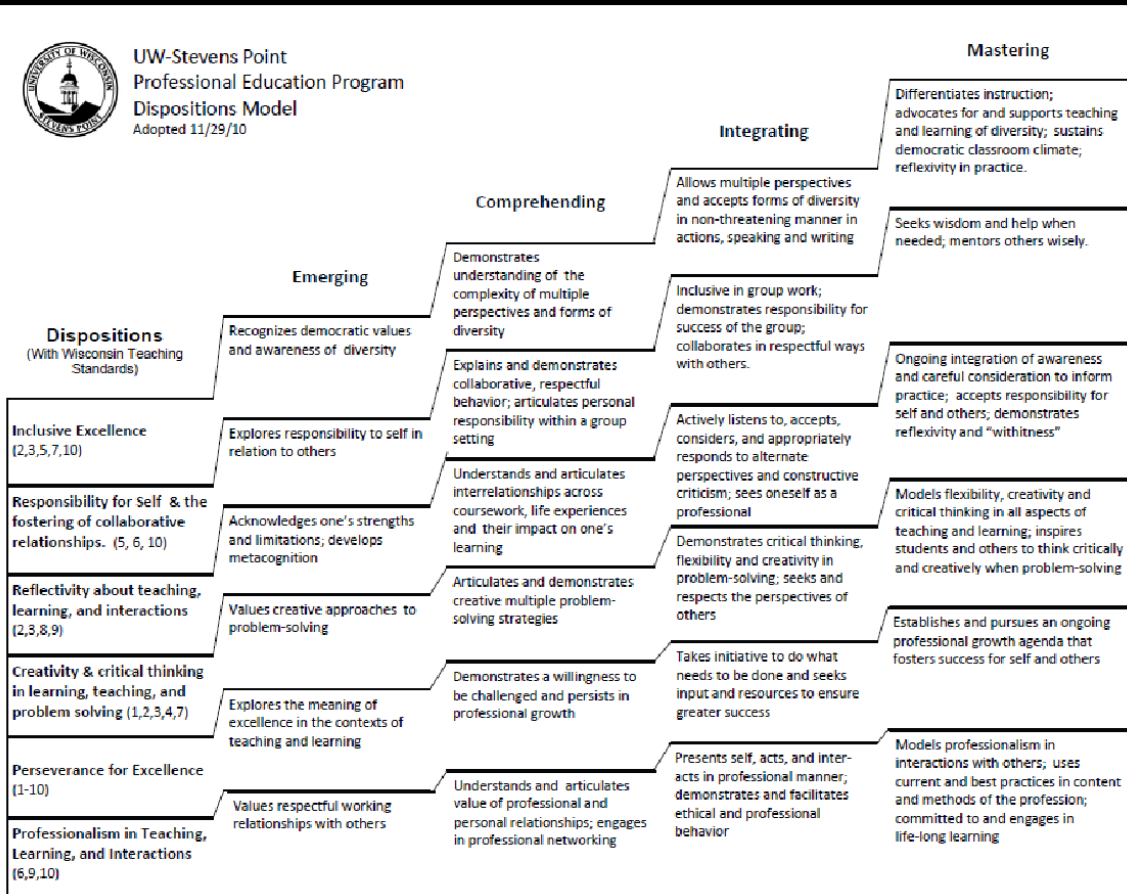 UNIVERSITY OF WISCONSIN
STEVENS POINT
UW-Stevens Point
Professional Education Program
Dispositions Model
Adopted 11/29/10
Dispositions
(With Wisconsin Teaching
Standards)
Inclusive Excellence
(2,3,5,7,10)
Responsibility for Self & the
fostering of collaborative
relationships. (5, 6, 10)
Reflectivity about teaching,
learning, and interactions
(2,3,8,9)
Creativity & critical thinking
in learning, teaching, and
problem solving (1,2,3,4,7)
Perseverance for Excellence
(1-10)
Professionalism in Teaching,
Learning, and Interactions
(6,9,10)
Emerging
Recognizes democratic values
and awareness of diversity
Explores responsibility to self in
relation to others
Acknowledges one's strengths
and limitations; develops
metacognition
Values creative approaches to
problem-solving
Explores the meaning of
excellence in the contexts of
teaching and learning
Values respectful working
relationships with others
Comprehending
Demonstrates
understanding of the
complexity of multiple
perspectives and forms of
diversity
Explains and demonstrates
collaborative, respectful
behavior; articulates personal
responsibility within a group
setting
Understands and articulates
interrelationships across
coursework, life experiences
and their impact on one's
learning
Articulates and demonstrates
creative multiple problem-
solving strategies
Demonstrates a willingness to
be challenged and persists in
professional growth
Understands and articulates
value of professional and
personal relationships; engages
in professional networking
Integrating
Allows multiple perspectives
and accepts forms of diversity
in non-threatening manner in
actions, speaking and writing
Inclusive in group work;
demonstrates responsibility for
success of the group;
collaborates in respectful ways
with others.
Actively listens to, accepts,
considers, and appropriately
responds to alternate
perspectives and constructive
criticism; sees oneself as a
professional
Demonstrates critical thinking,
flexibility and creativity in
problem-solving; seeks and
respects the perspectives of
others
Takes initiative to do what
needs to be done and seeks
input and resources to ensure
greater success
Presents self, acts, and inter-
acts in professional manner;
demonstrates and facilitates
ethical and professional
behavior
Mastering
Differentiates instruction;
advocates for and supports teaching
and learning of diversity; sustains
democratic classroom climate;
reflexivity in practice.
Seeks wisdom and help when
needed; mentors others wisely.
Ongoing integration of awareness
and careful consideration to inform
practice; accepts responsibility for
self and others; demonstrates
reflexivity and "withitness"
Models flexibility, creativity and
critical thinking in all aspects of
teaching and learning; inspires
students and others to think critically
and creatively when problem-solving
Establishes and pursues an ongoing
professional growth agenda that
fosters success for self and others
Models professionalism in
interactions with others; uses
current and best practices in content
and methods of the profession;
committed to and engages in
life-long learning